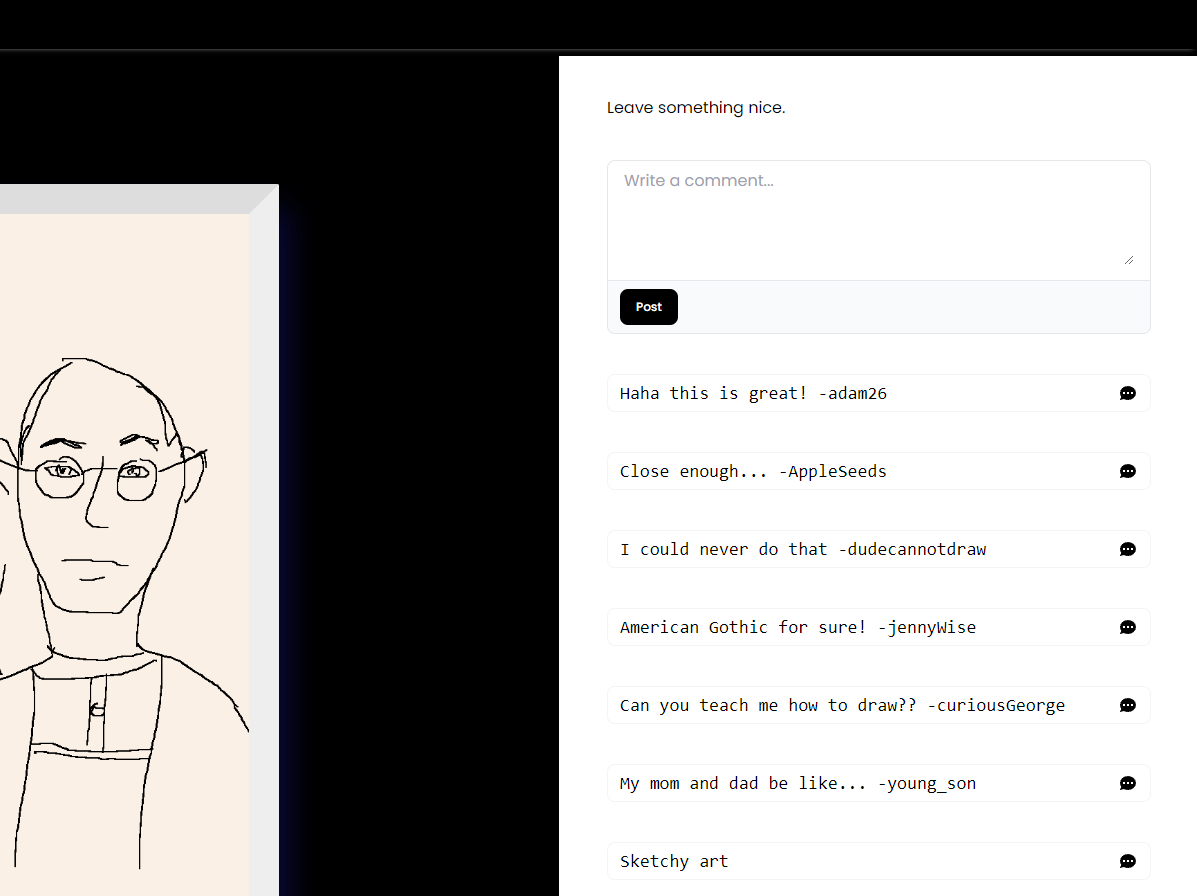 Leave something nice.
Write a comment...
Post
Haha this is great! -adam26
Close enough... -AppleSeeds
I could never do that -dudecannotdraw
American Gothic for sure! -jennyWise
Can you teach me how to draw?? -curiousGeorge
My mom and dad be like... -young_son
Sketchy art